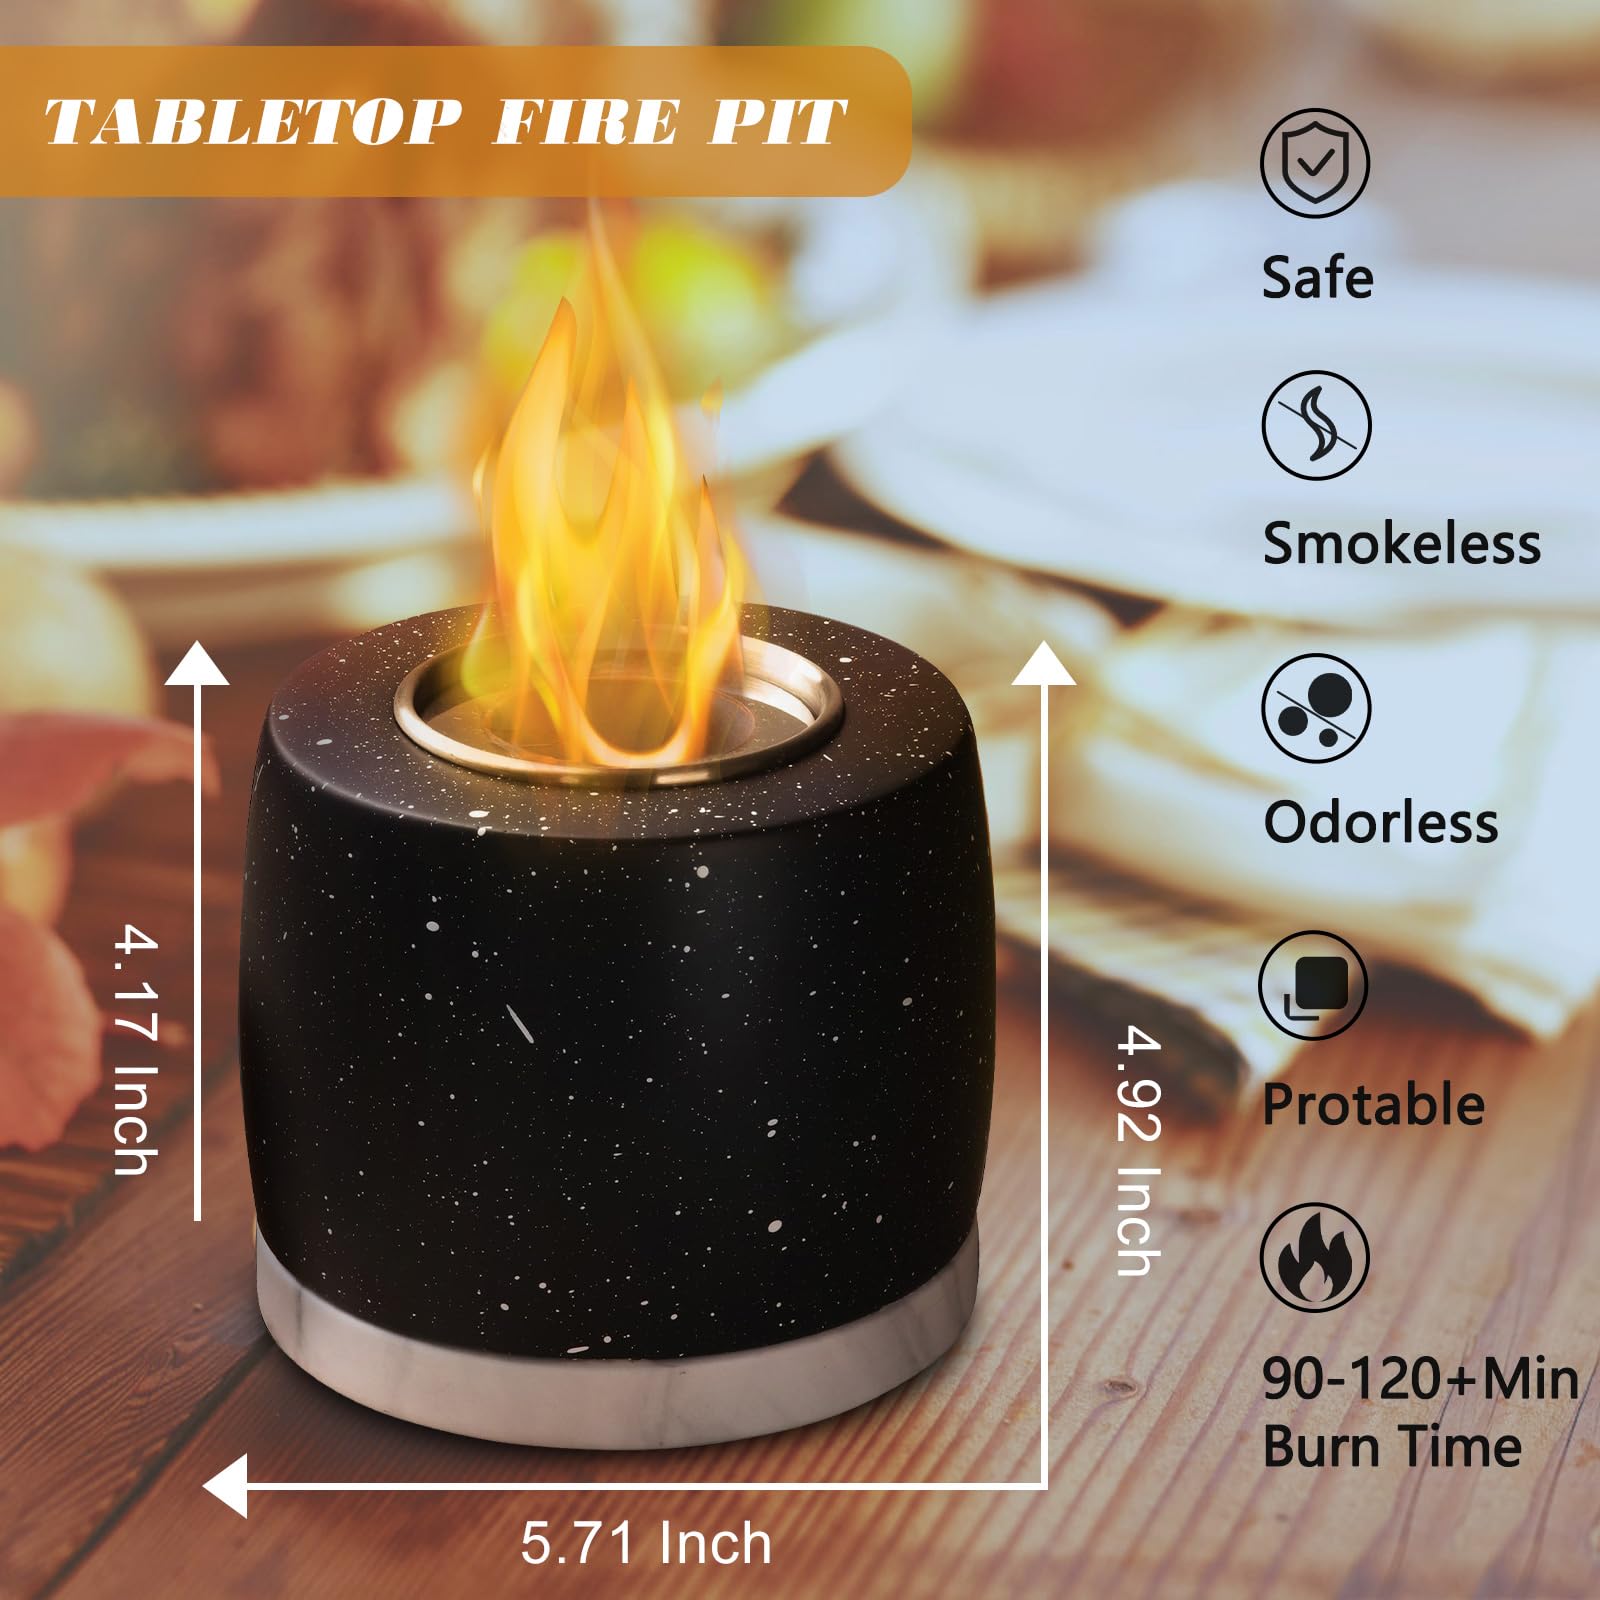 TABLETOP FIRE PIT
Safe
Smokeless
Odorless
Protable
90-120+Min
Burn Time
4.17 Inch
4.92 Inch
5.71 Inch